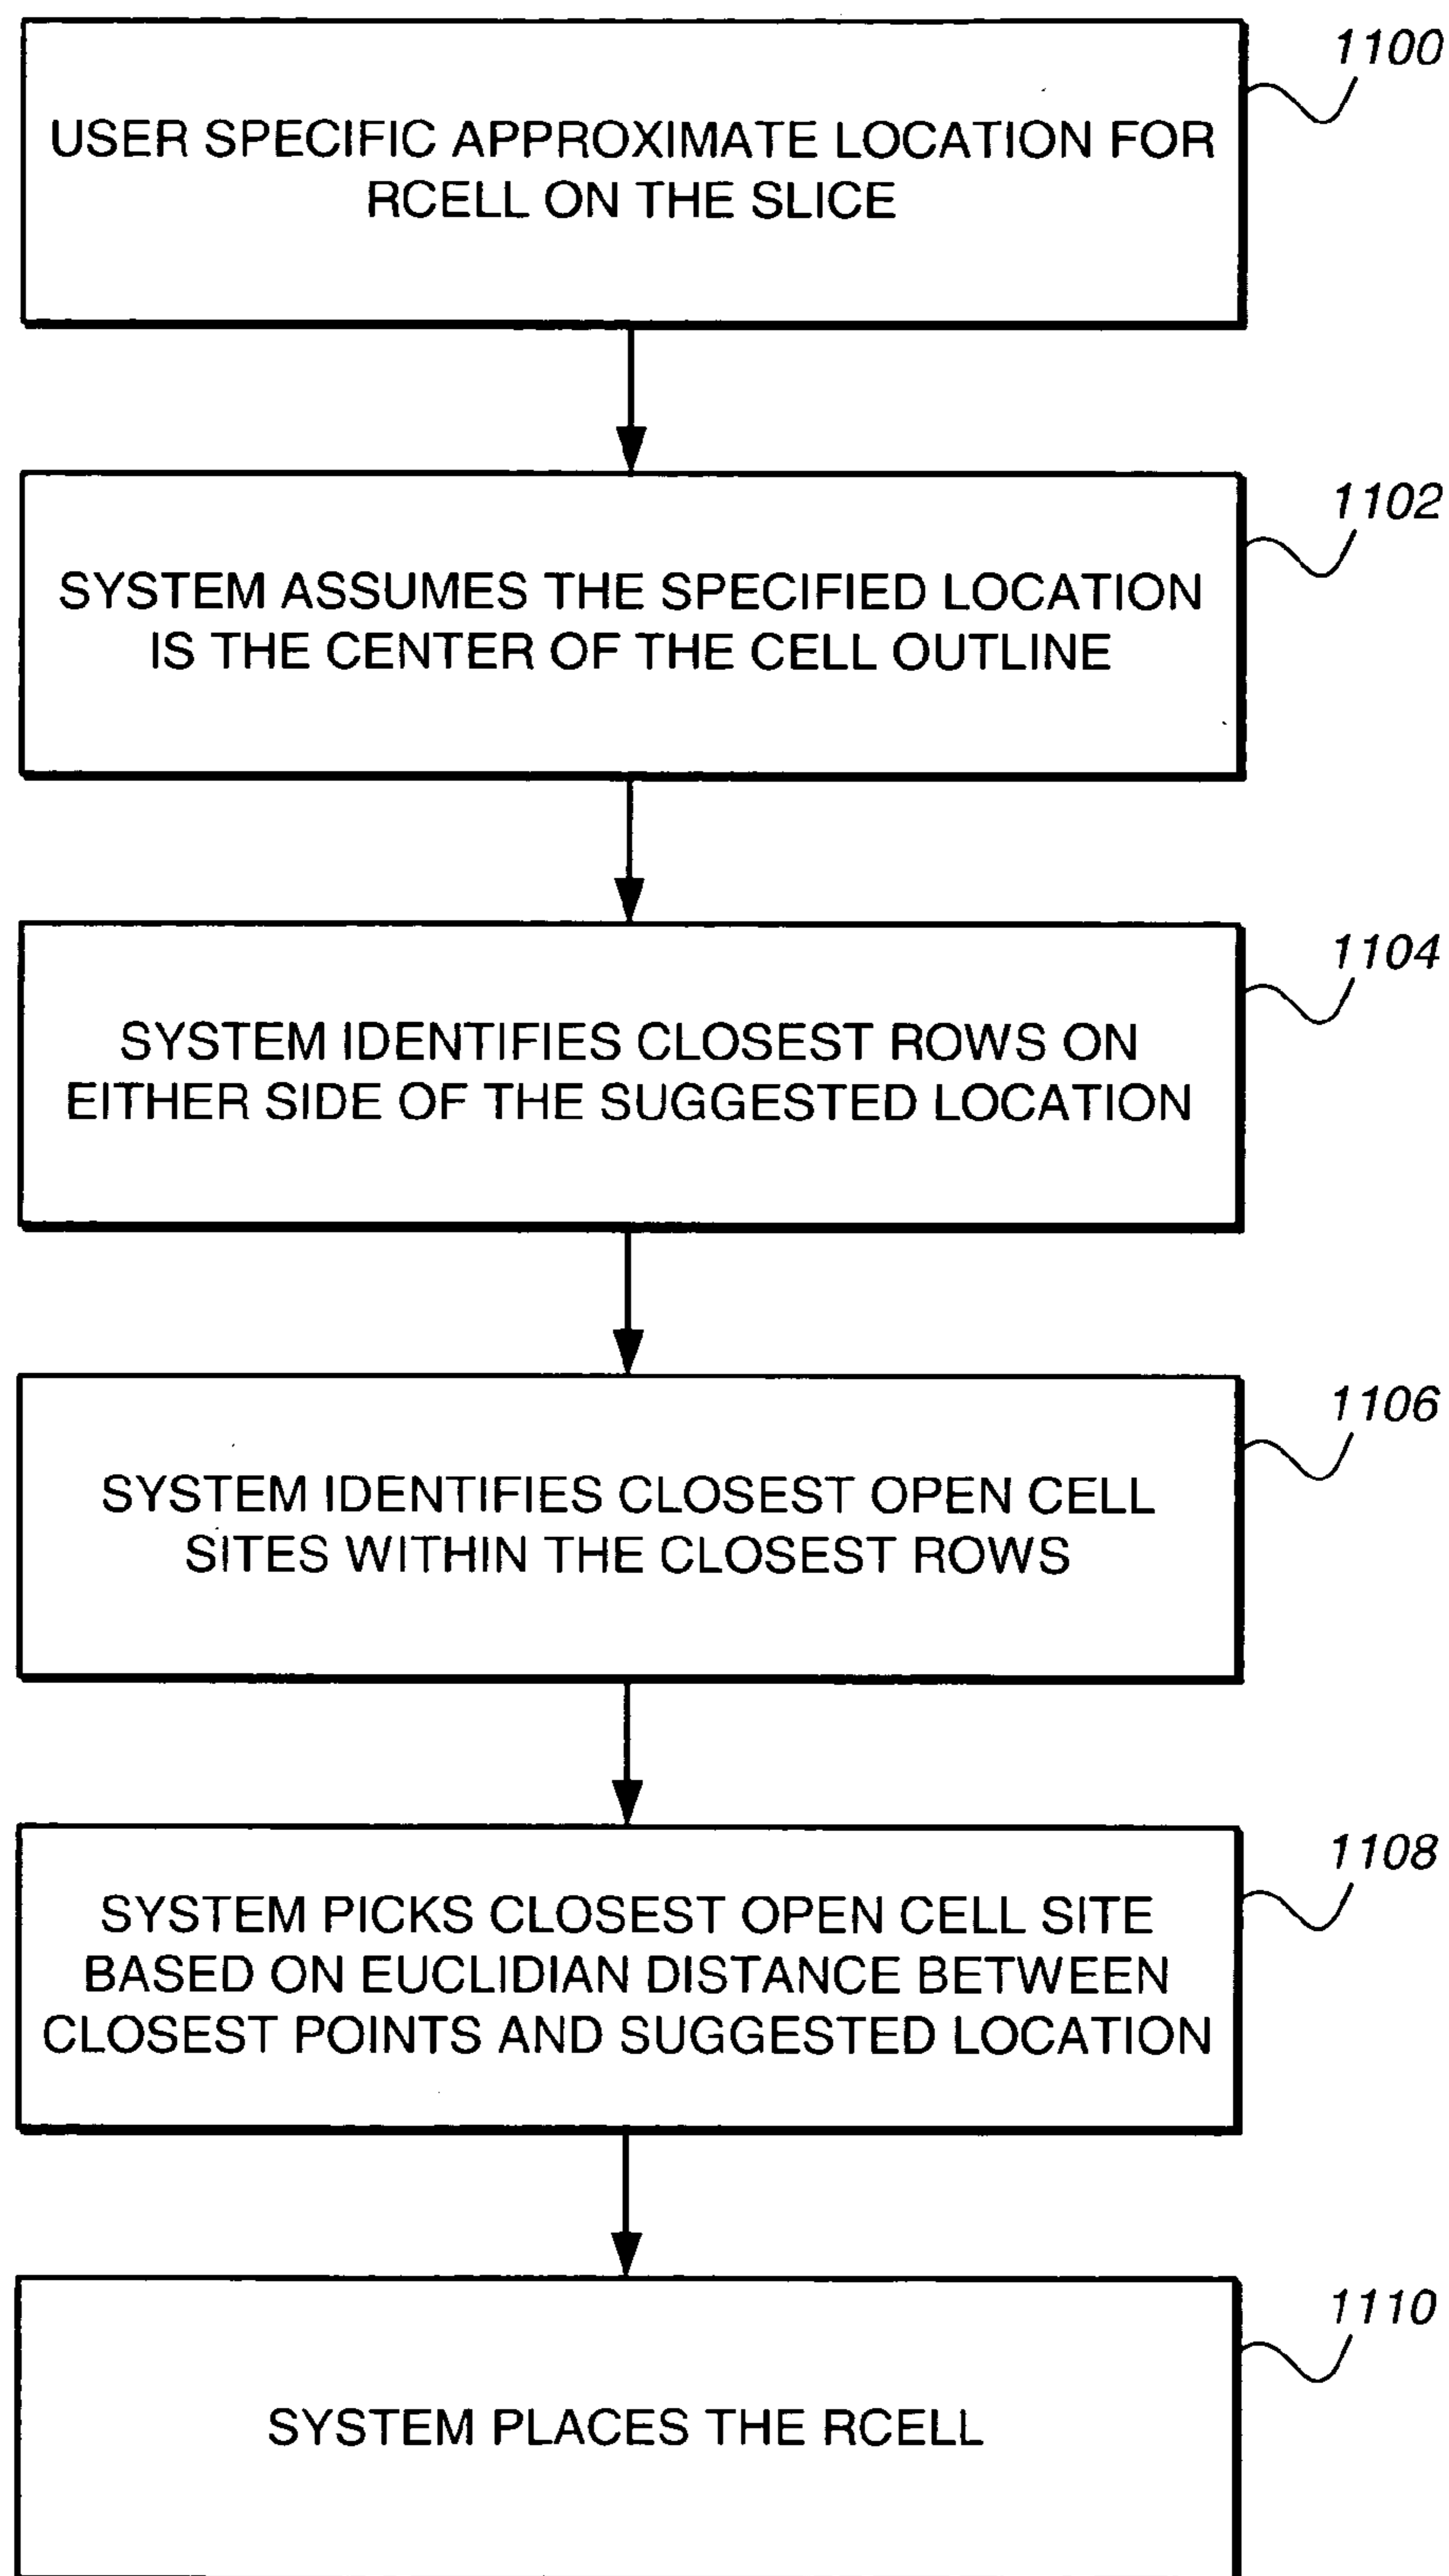 1100
USER SPECIFIC APPROXIMATE LOCATION FOR
RCELL ON THE SLICE
1102
SYSTEM ASSUMES THE SPECIFIED LOCATION
IS THE CENTER OF THE CELL OUTLINE
1104
SYSTEM IDENTIFIES CLOSEST ROWS ON
EITHER SIDE OF THE SUGGESTED LOCATION
1106
SYSTEM IDENTIFIES CLOSEST OPEN CELL
SITES WITHIN THE CLOSEST ROWS
1108
SYSTEM PICKS CLOSEST OPEN CELL SITE
BASED ON EUCLIDIAN DISTANCE BETWEEN
CLOSEST POINTS AND SUGGESTED LOCATION
1110
SYSTEM PLACES THE RCELL